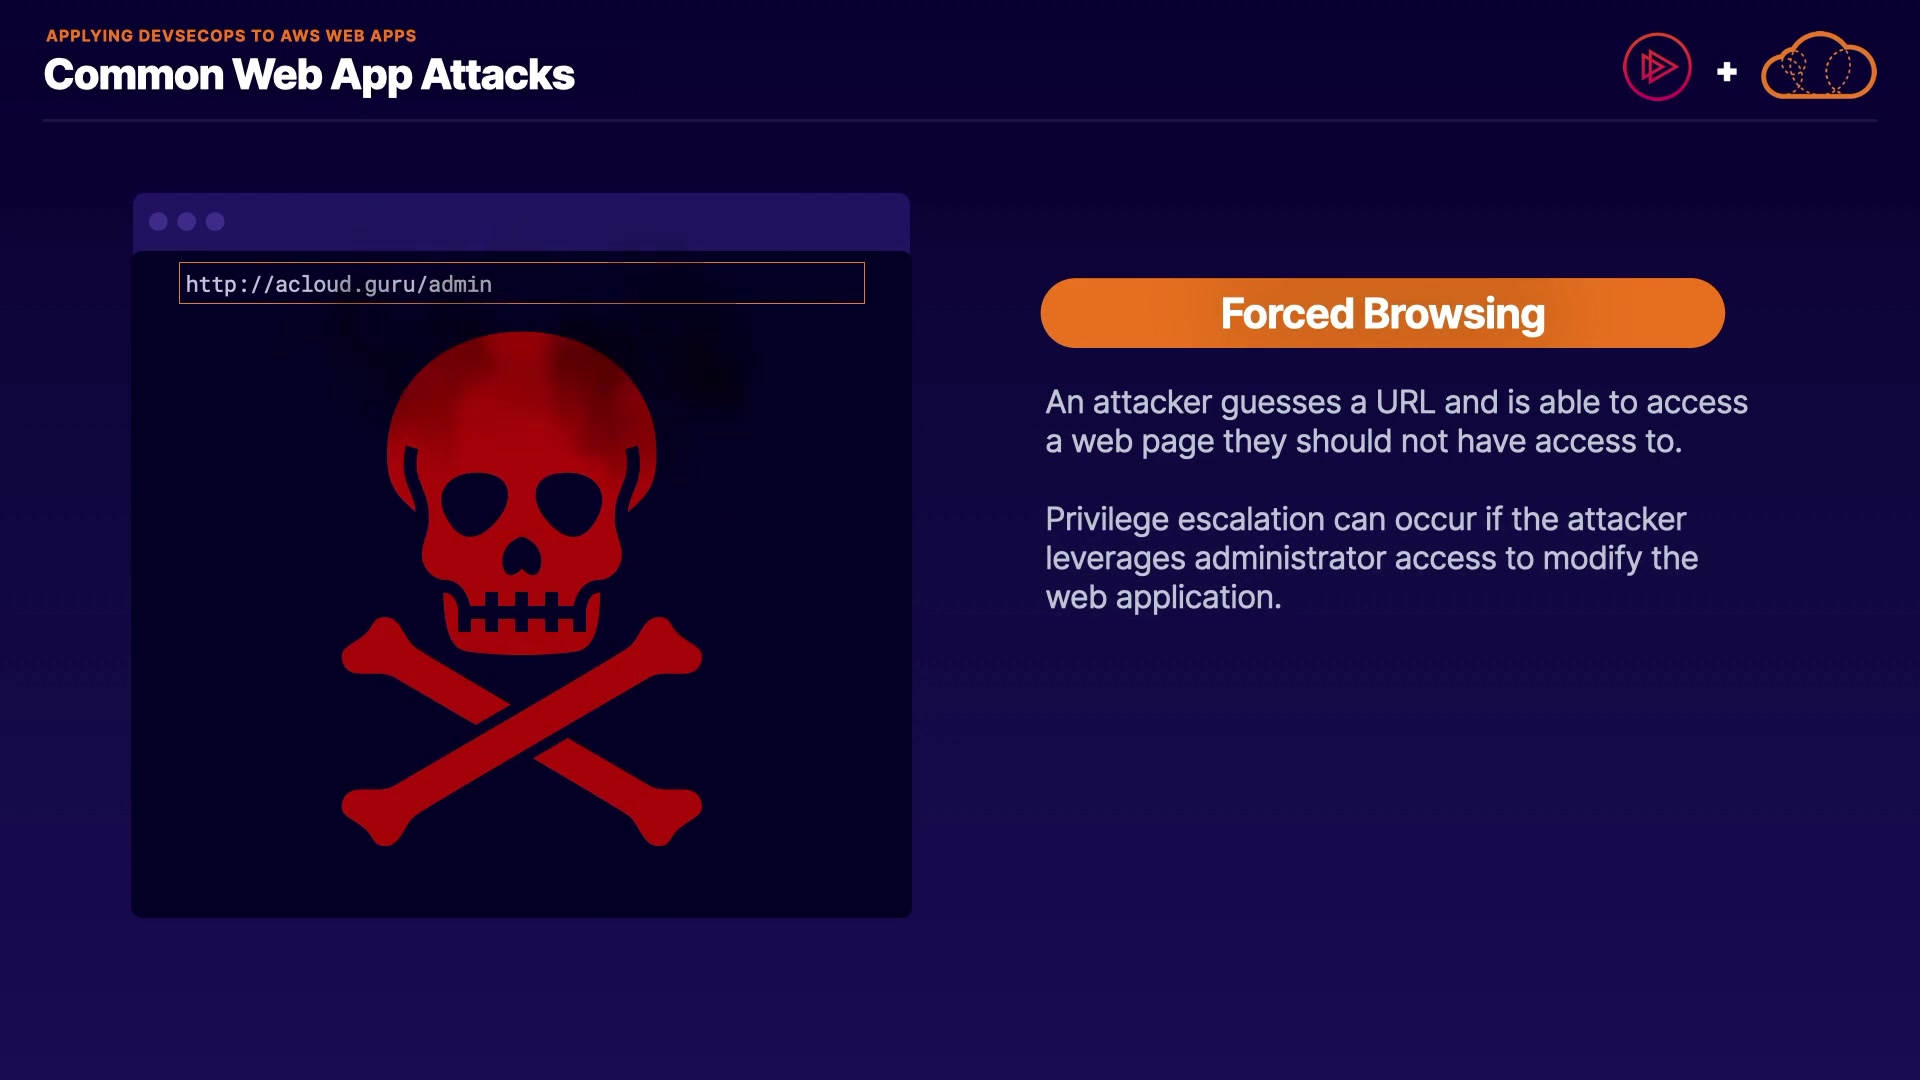 APPLYING DEVSECOPS TO AWS WEB APPS
Common Web App Attacks
http://acloud.guru/admin
Forced Browsing
An attacker guesses a URL and is able to access
a web page they should not have access to.
Privilege escalation can occur if the attacker
leverages administrator access to modify the
web application.